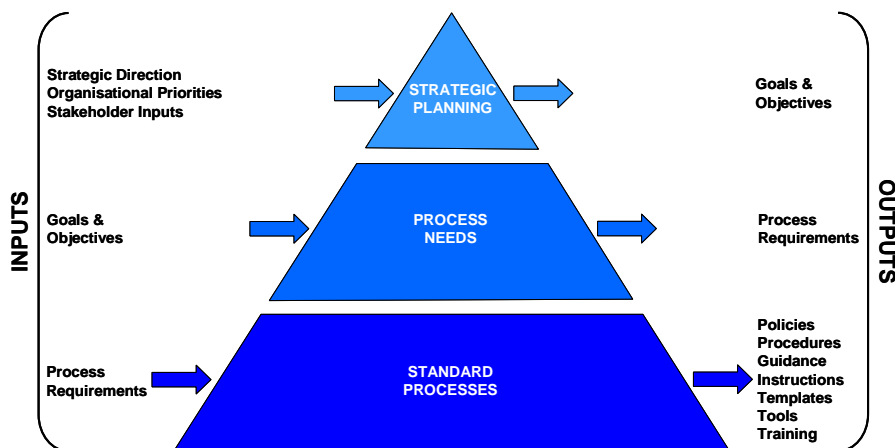 INPUTS
Strategic Direction
Organisational Priorities
Stakeholder Inputs
STRATEGIC
PLANNING
Goals &
Objectives
Goals &
Objectives
PROCESS
NEEDS
Process
Requirements
Process
Requirements
STANDARD
PROCESSES
Policies
Procedures
Guidance
Instructions
Templates
Tools
Training
OUTPUTS